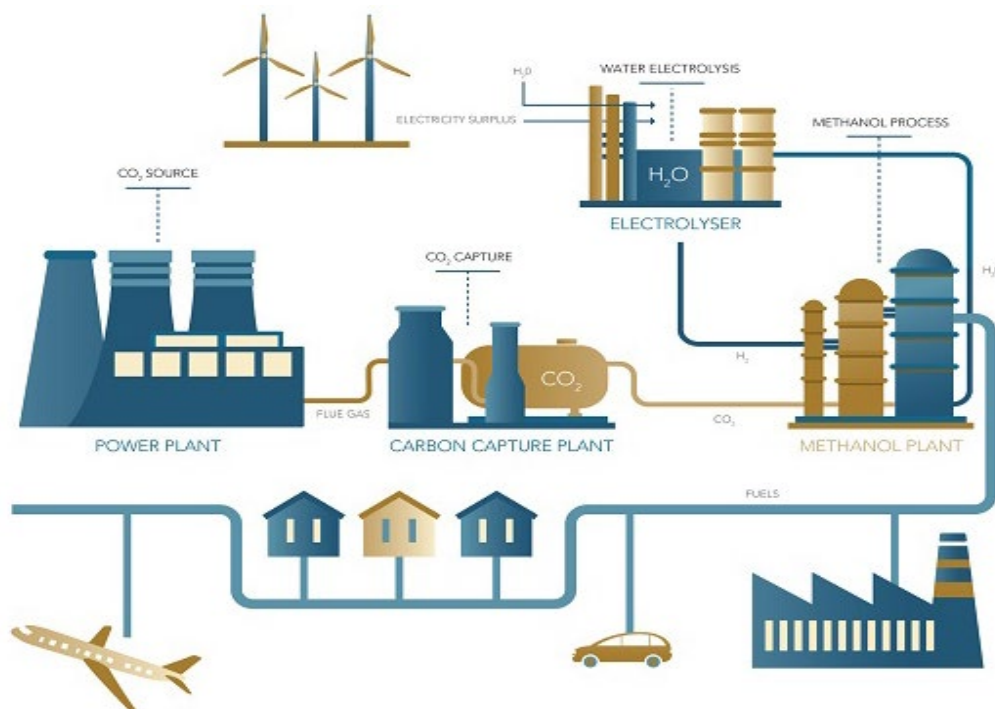 H₂O
WATER ELECTROLYSIS
ELECTRICITY SURPLUS
METHANOL PROCESS
CO₂ SOURCE
H₂O
ELECTROLYSER
CO₂ CAPTURE
H₂
H₂
CO₂
FLUE GAS
CO₂
POWER PLANT
CARBON CAPTURE PLANT
METHANOL PLANT
FUELS